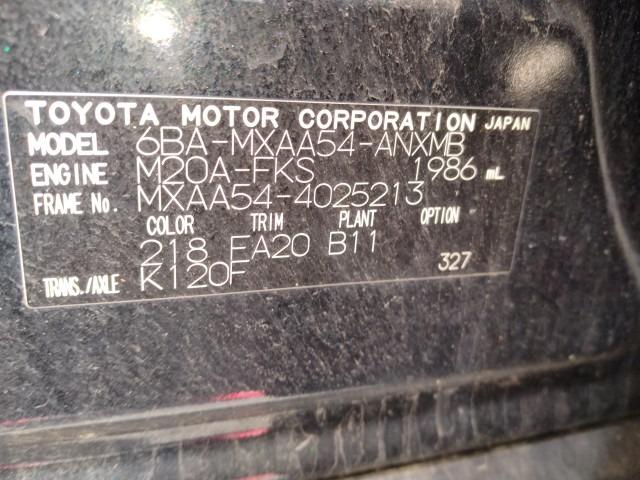 TOYOTA MOTOR CORPORATION JAPAN
MODEL 6BA-MXAA54-ANXMB
ENGINE M20A-FKS 1986 mL
FRAME No. MXAA54-4025213
COLOR TRIM PLANT OPTION
218 EA20 B11
TRANS./AXLE K120F 327